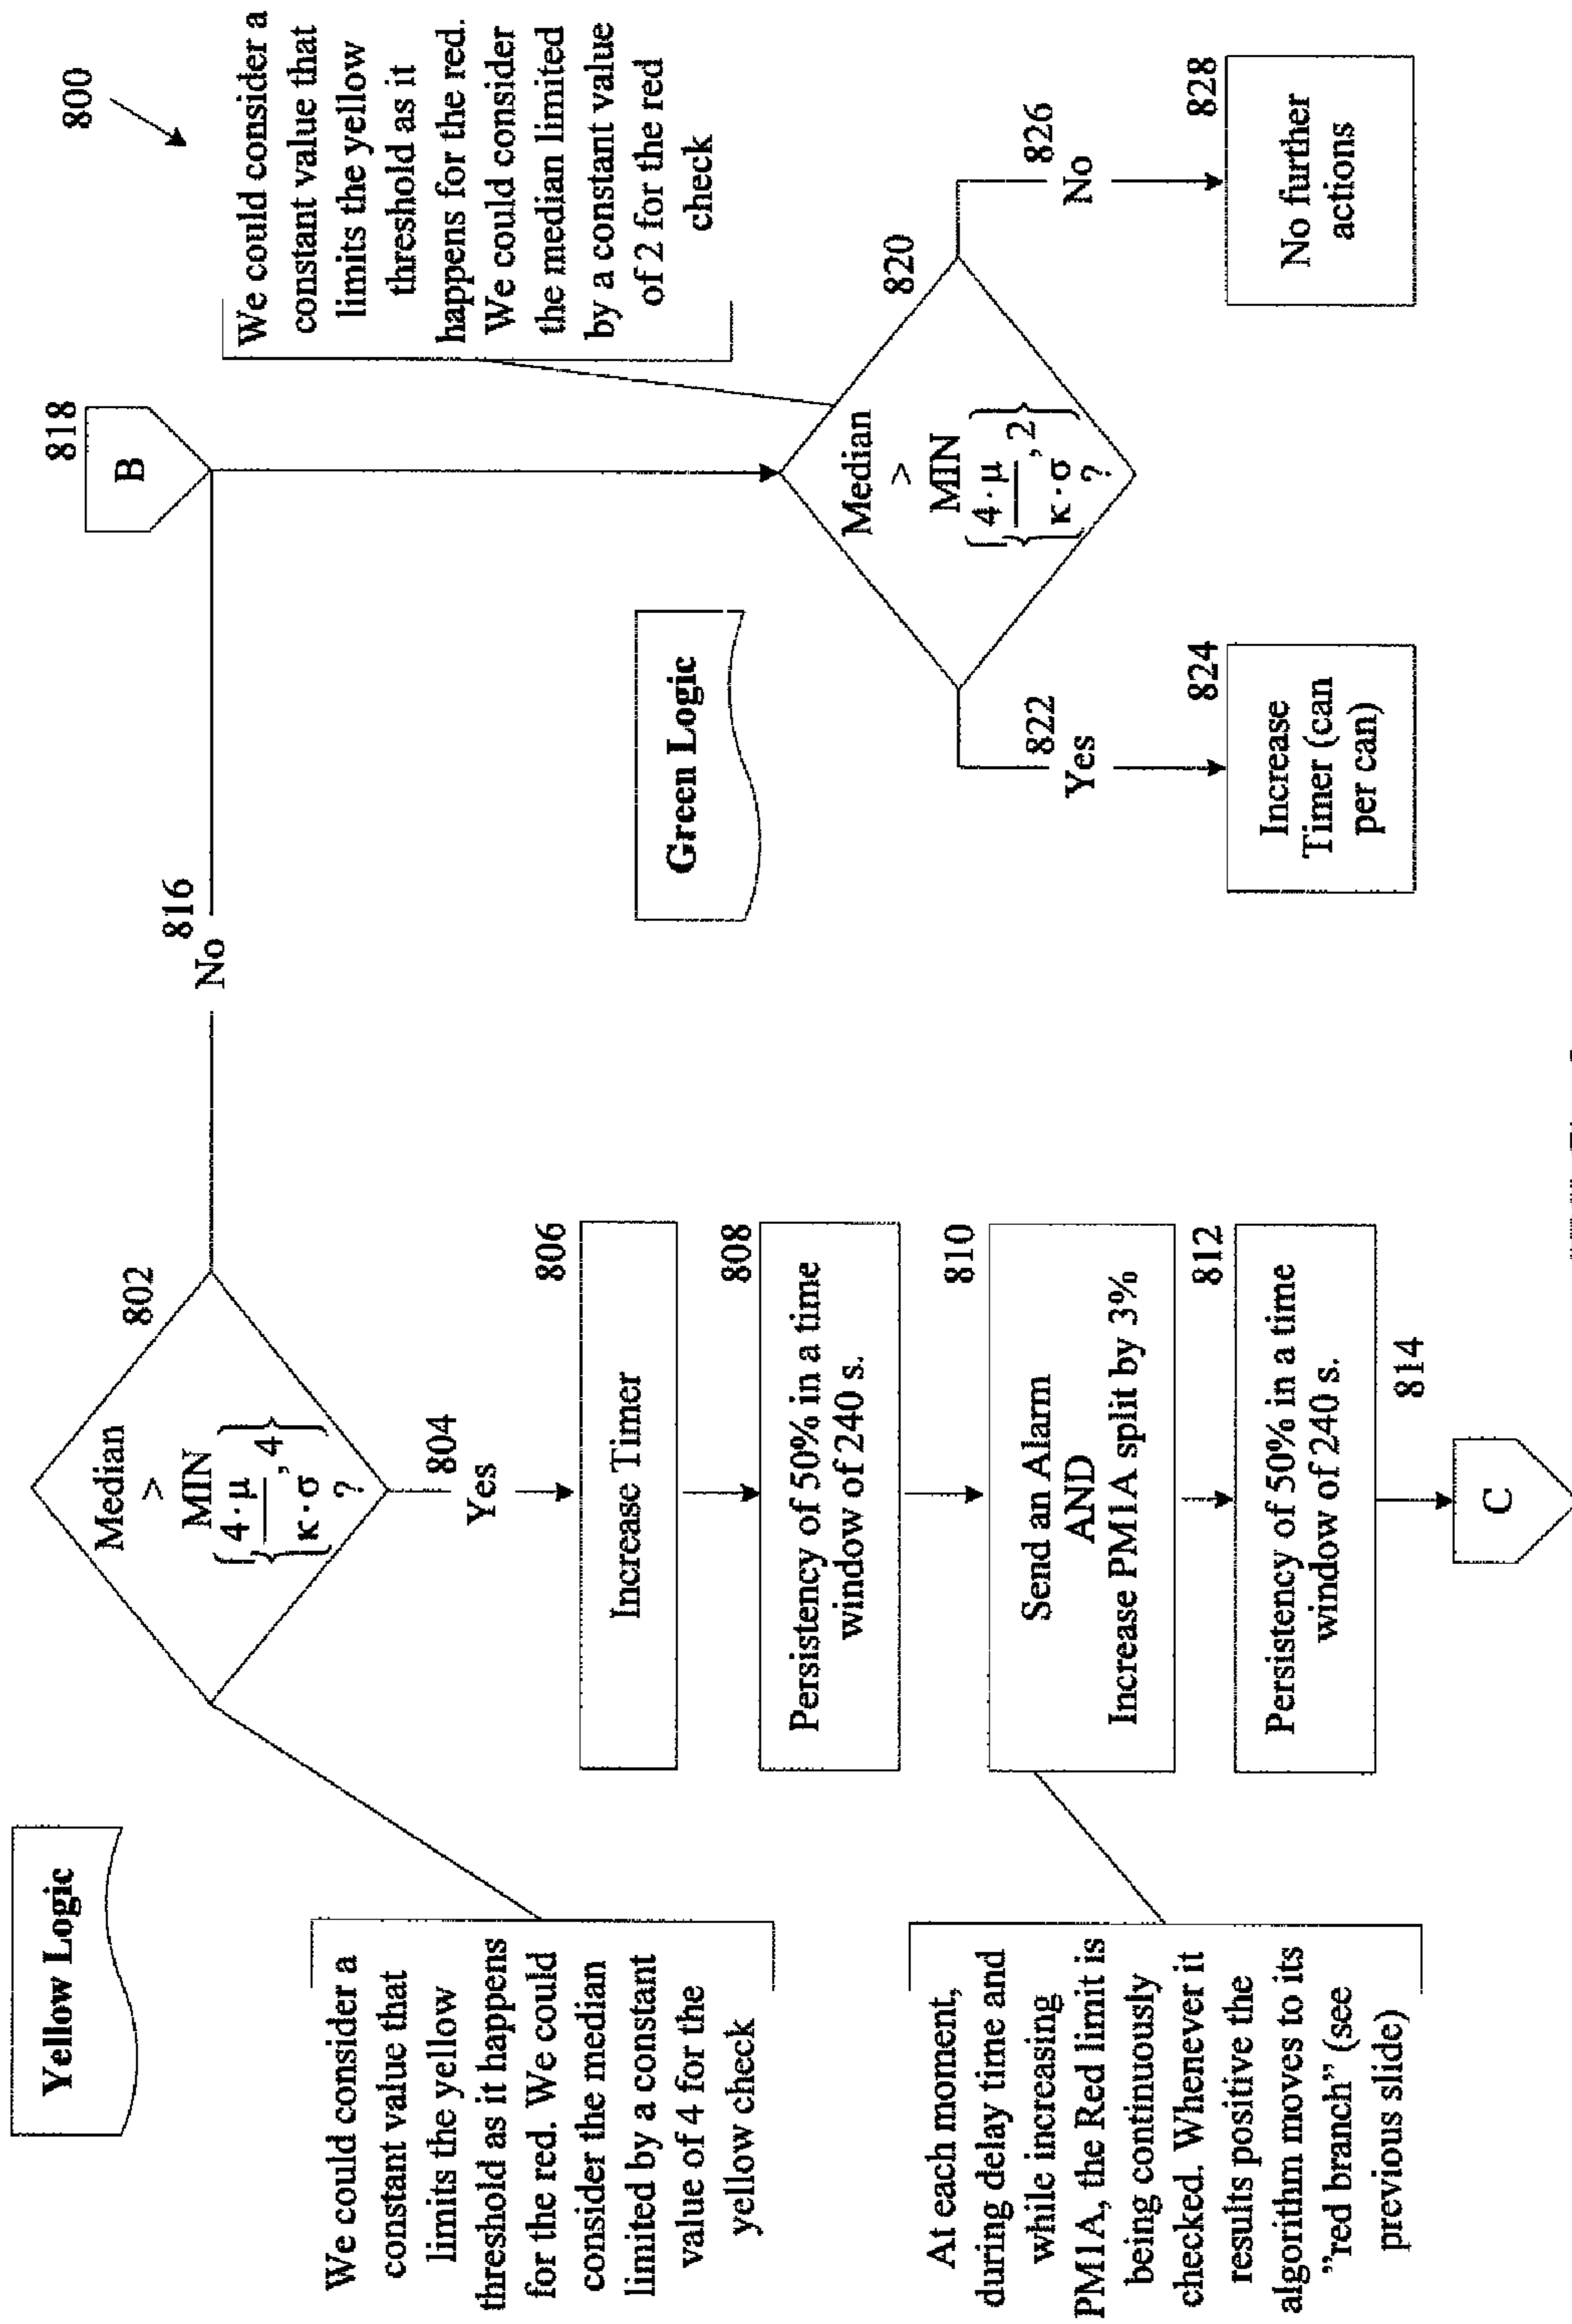 800
Yellow Logic
We could consider a
constant value that
limits the yellow
threshold as it happens
for the red. We could
consider the median
limited by a constant
value of 4 for the
yellow check
802
Median
>
MIN
{4·μ/κ·σ, 4}
?
804
Yes
806
Increase Timer
808
Persistency of 50% in a time
window of 240 s.
810
Send an Alarm
AND
Increase PM1A split by 3%
At each moment,
during delay time and
while increasing
PM1A, the Red limit is
being continuously
checked. Whenever it
results positive the
algorithm moves to its
”red branch” (see
previous slide)
812
Persistency of 50% in a time
window of 240 s.
814
C
816
No
818
B
Green Logic
We could consider a
constant value that
limits the yellow
threshold as it
happens for the red.
We could consider
the median limited
by a constant value
of 2 for the red
check
820
Median
>
MIN
{4·μ/κ·σ, 2}
?
822
Yes
824
Increase
Timer (can
per can)
826
No
828
No further
actions